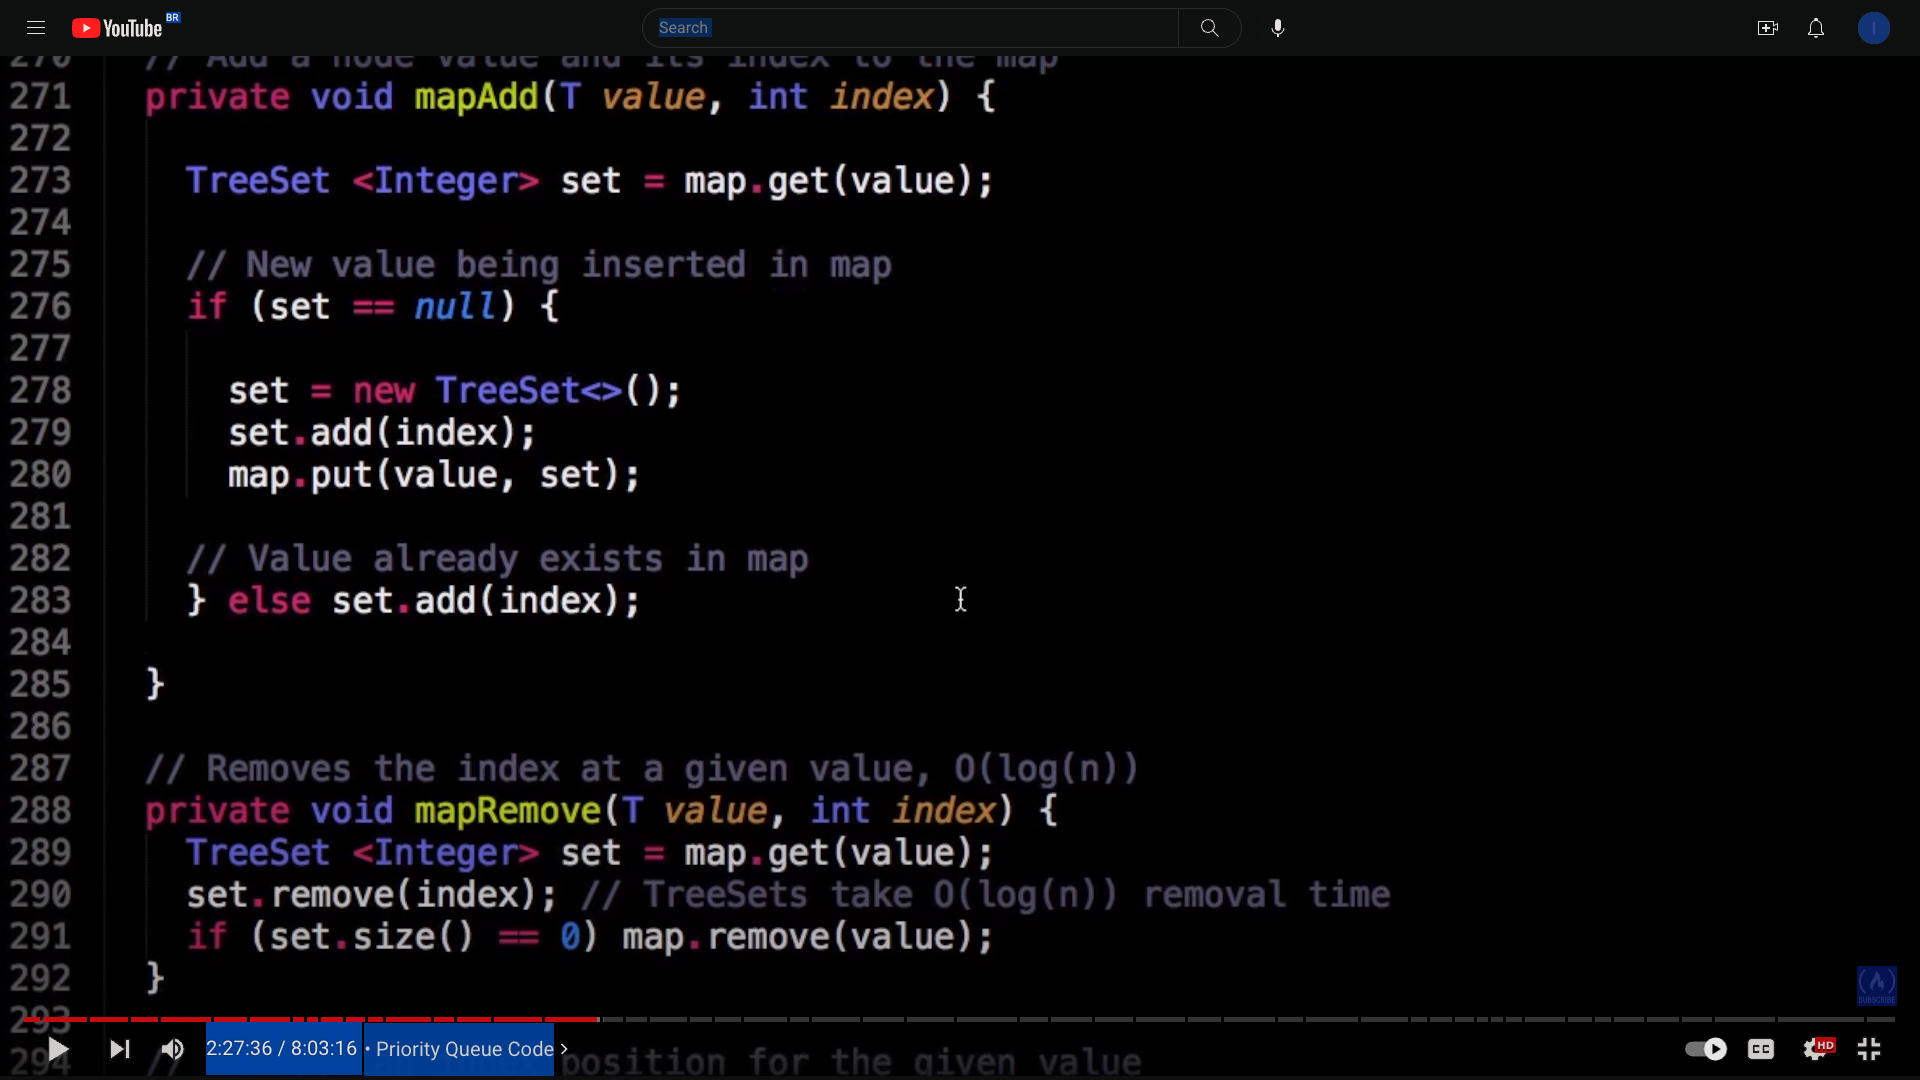 YouTube BR
Search
I
270 // Add a node value and its index to the map
271 private void mapAdd(T value, int index) {
272
273 TreeSet <Integer> set = map.get(value);
274
275 // New value being inserted in map
276 if (set == null) {
277
278 set = new TreeSet<>();
279 set.add(index);
280 map.put(value, set);
281
282 // Value already exists in map
283 } else set.add(index);
284
285 }
286
287 // Removes the index at a given value, O(log(n))
288 private void mapRemove(T value, int index) {
289 TreeSet <Integer> set = map.get(value);
290 set.remove(index); // TreeSets take O(log(n)) removal time
291 if (set.size() == 0) map.remove(value);
292 }
SUBSCRIBE
293
294 // position for the given value
2:27:36 / 8:03:16 • Priority Queue Code
CC
HD